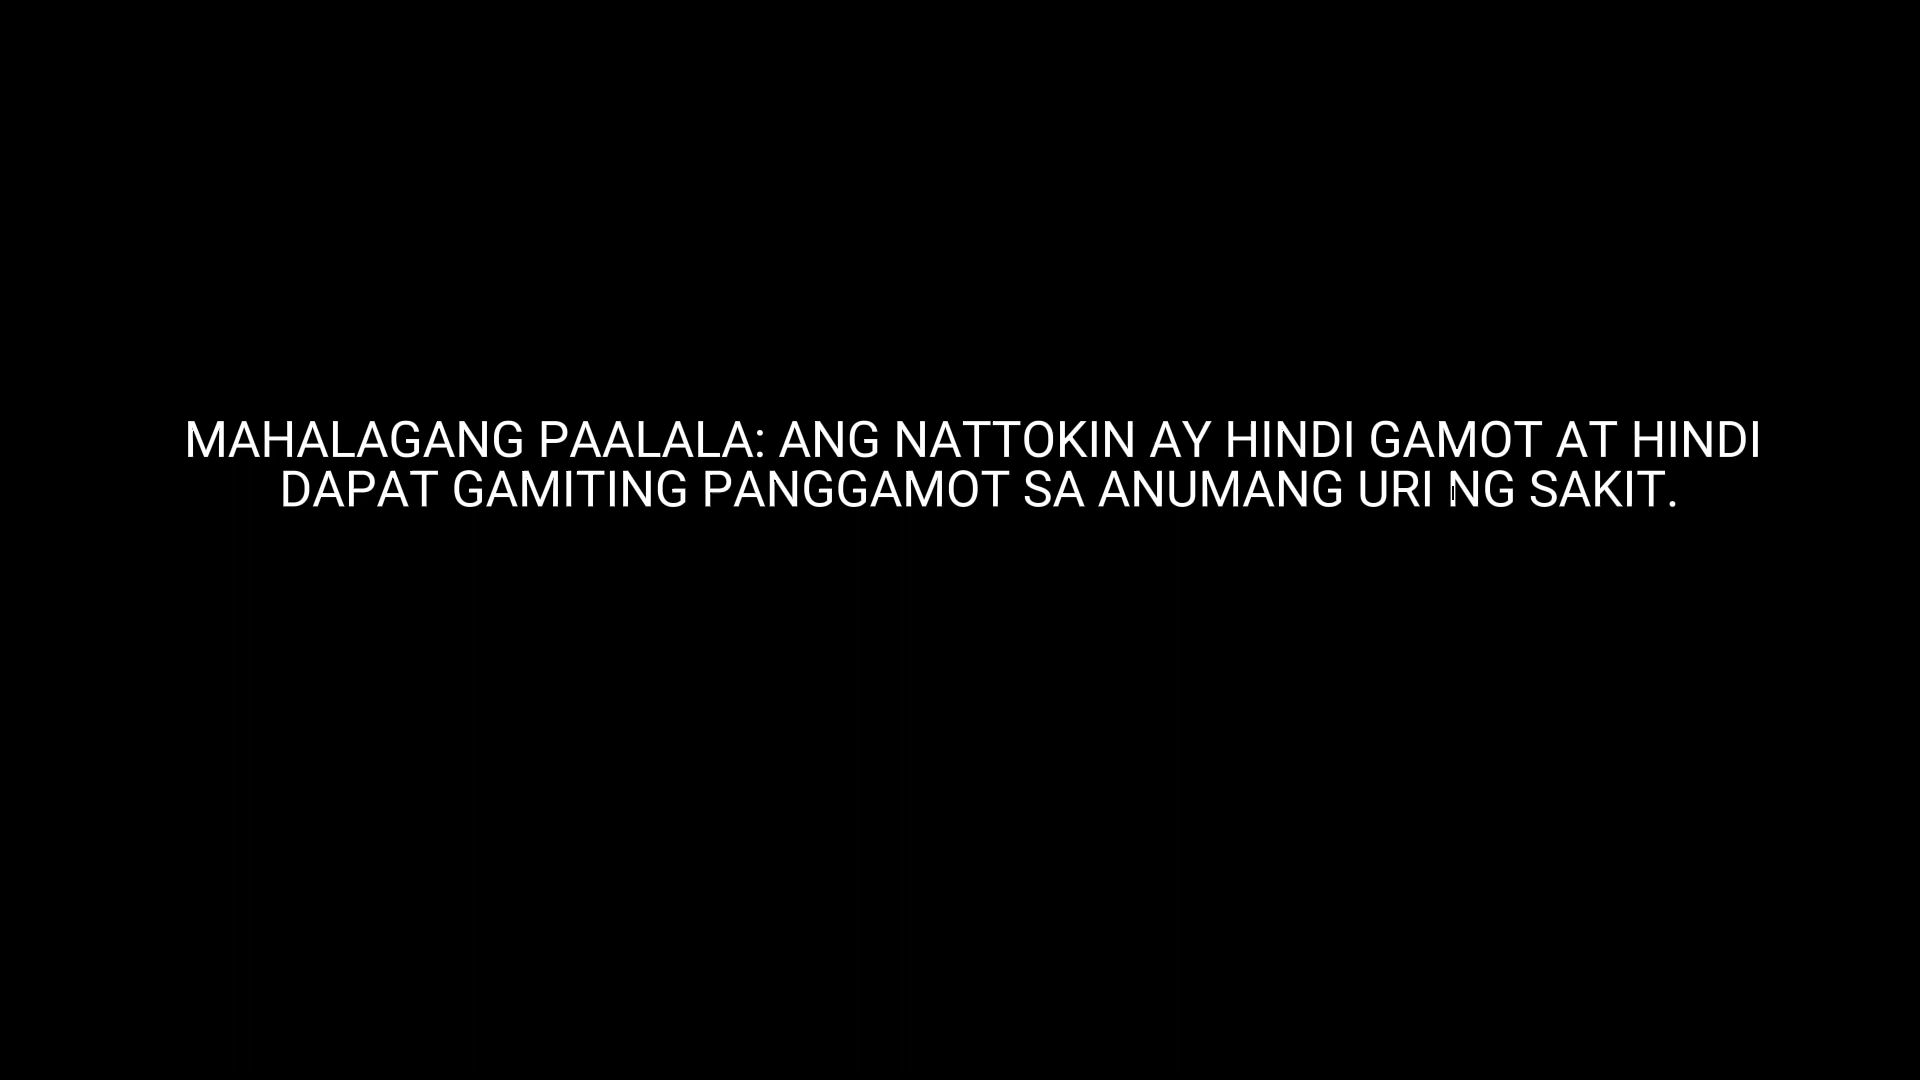 MAHALAGANG PAALALA: ANG NATTOKIN AY HINDI GAMOT AT HINDI
DAPAT GAMITING PANGGAMOT SA ANUMANG URI NG SAKIT.